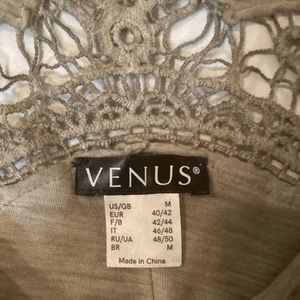 VENUS®
US/GB M
EUR 40/42
F/B 42/44
IT 46/48
RU/UA 48/50
BR M
Made in China